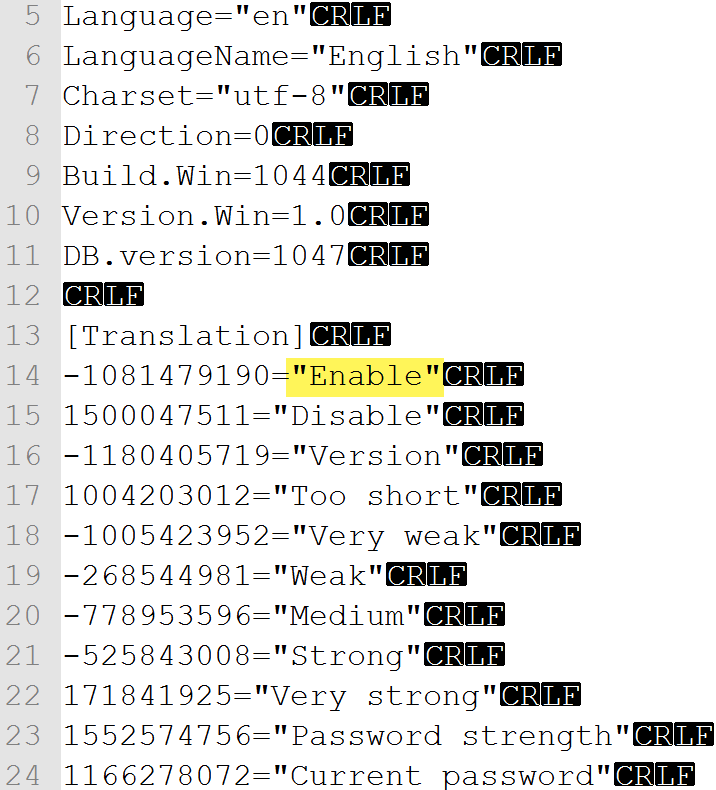 5 Language="en"CRLF
6 LanguageName="English"CRLF
7 Charset="utf-8"CRLF
8 Direction=0CRLF
9 Build.Win=1044CRLF
10 Version.Win=1.0CRLF
11 DB.version=1047CRLF
12 CRLF
13 [Translation]CRLF
14 -1081479190="Enable"CRLF
15 1500047511="Disable"CRLF
16 -1180405719="Version"CRLF
17 1004203012="Too short"CRLF
18 -1005423952="Very weak"CRLF
19 -268544981="Weak"CRLF
20 -778953596="Medium"CRLF
21 -525843008="Strong"CRLF
22 171841925="Very strong"CRLF
23 1552574756="Password strength"CRLF
24 1166278072="Current password"CRLF